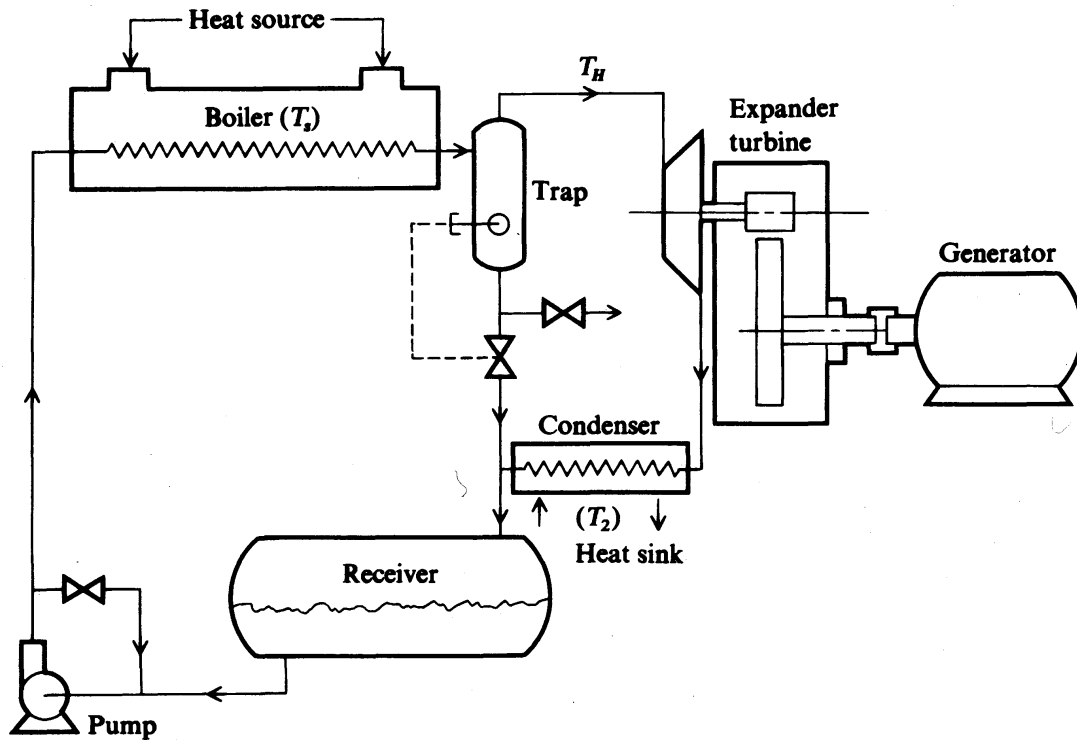 Heat source
T_H
Boiler (T_s)
Expander
turbine
Trap
Generator
Condenser
(T_2)
Heat sink
Receiver
Pump